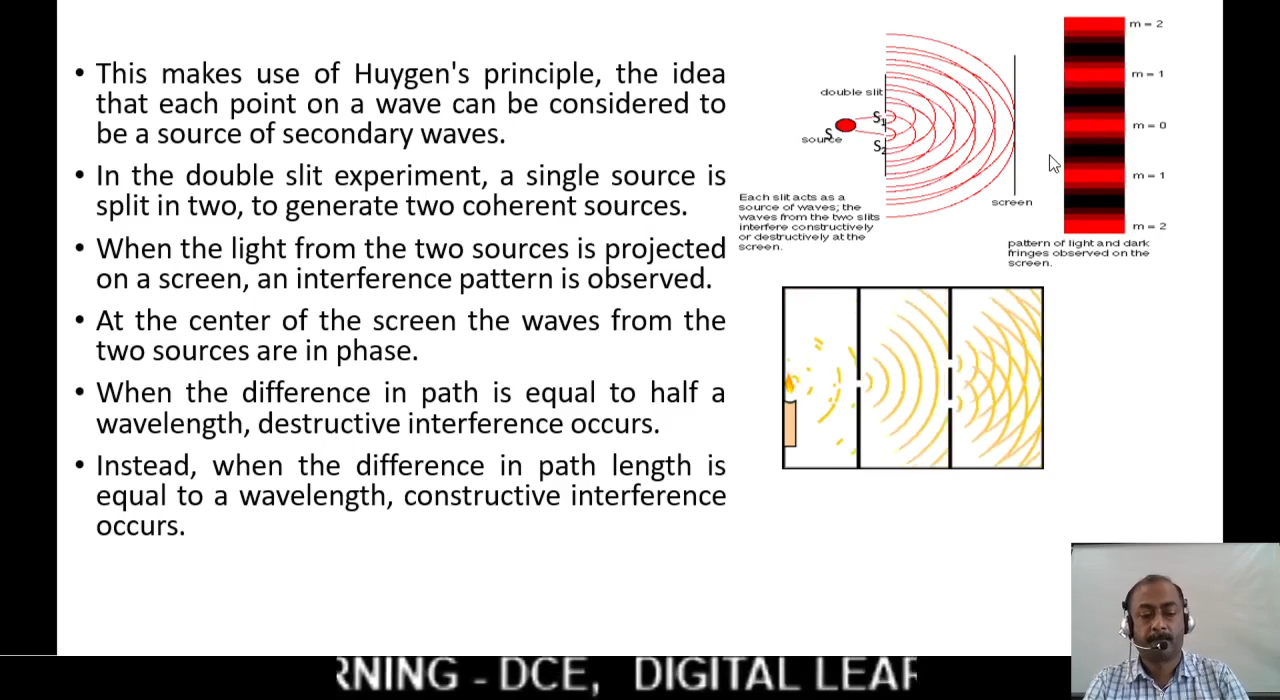 • This makes use of Huygen's principle, the idea
that each point on a wave can be considered to
be a source of secondary waves.
• In the double slit experiment, a single source is
split in two, to generate two coherent sources.
• When the light from the two sources is projected
on a screen, an interference pattern is observed.
• At the center of the screen the waves from the
two sources are in phase.
• When the difference in path is equal to half a
wavelength, destructive interference occurs.
• Instead, when the difference in path length is
equal to a wavelength, constructive interference
occurs.
double slit
S1
S
source
S2
screen
Each slit acts as a
source of waves; the
waves from the two slits
interfere constructively
or destructively at the
screen.
m = 2
m = 1
m = 0
m = 1
m = 2
pattern of light and dark
fringes observed on the
screen.
RNING - DCE, DIGITAL LEAR